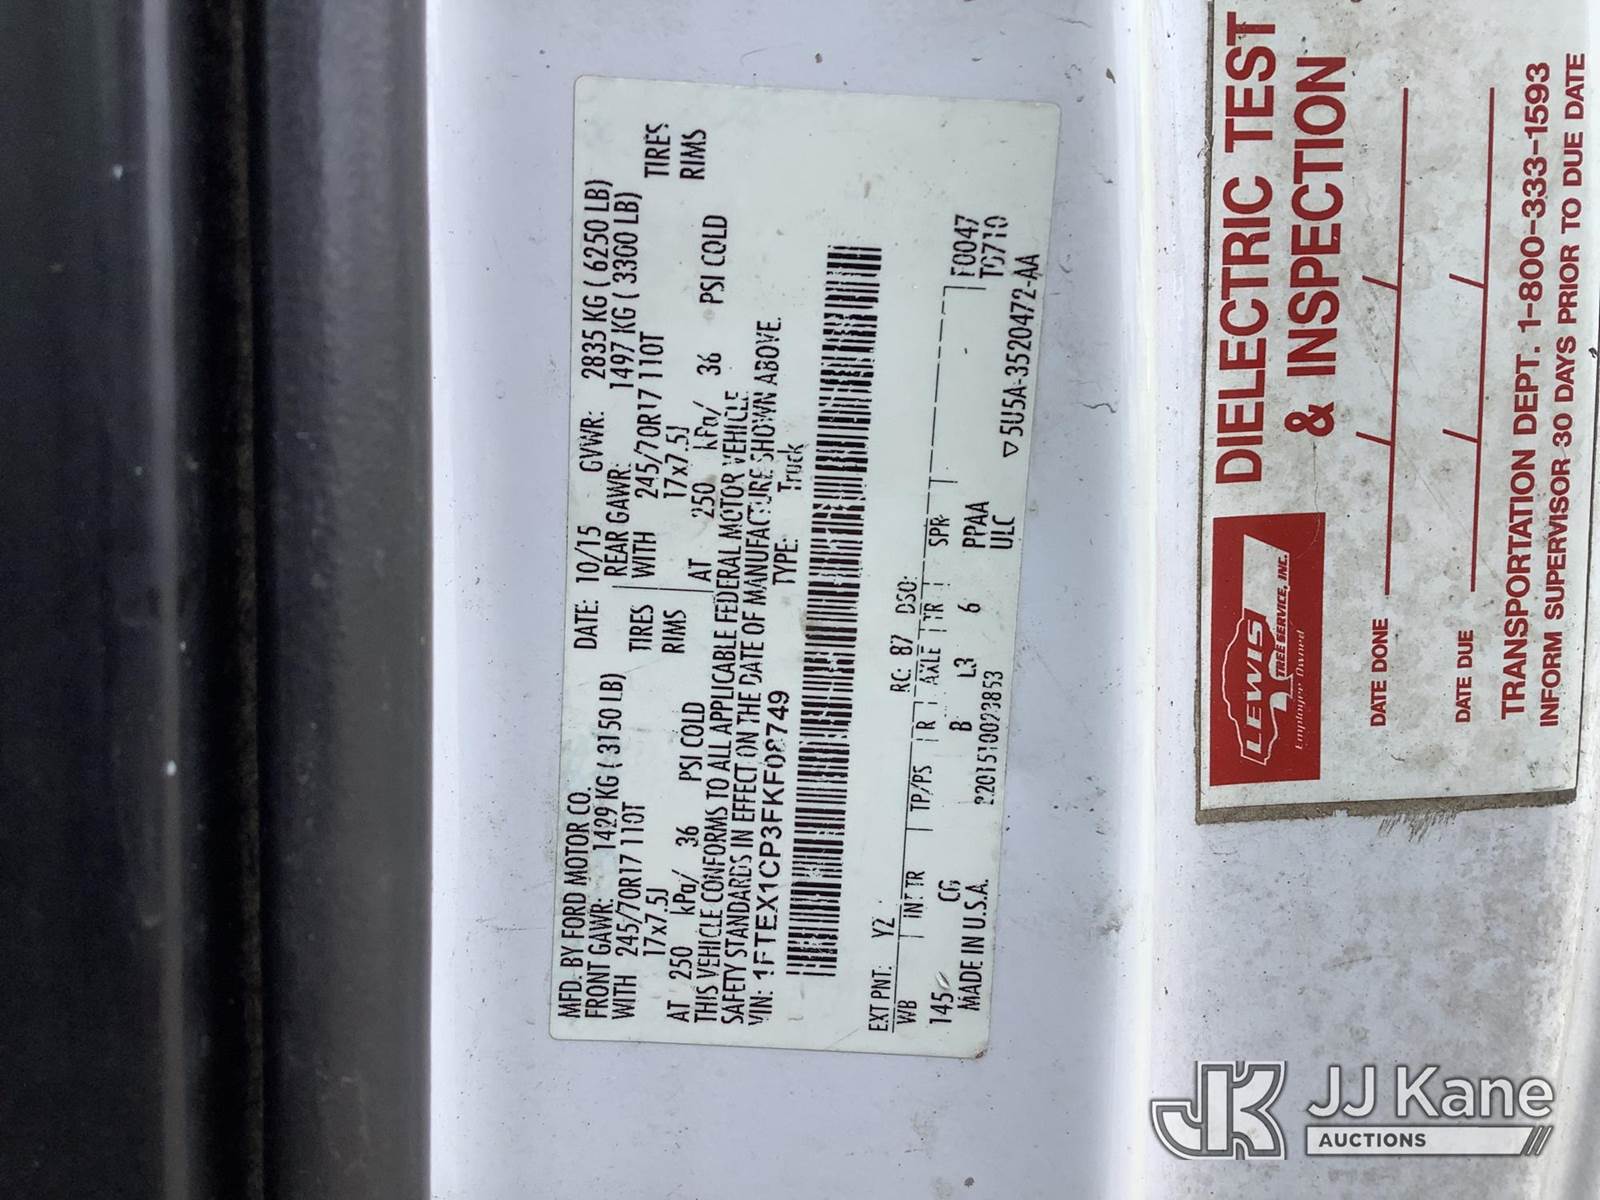 MFD. BY FORD MOTOR CO. DATE: 10/15 GVWR: 2835 KG ( 6250 LB)
FRONT GAWR: 1429 KG ( 3150 LB) REAR GAWR: 1497 KG ( 3300 LB)
WITH 245/70R17 110T TIRES WITH 245/70R17 110T TIRES
17x7.5J RIMS 17x7.5J RIMS
AT 250 kPa/ 36 PSI COLD AT 250 kPa/ 36 PSI COLD
THIS VEHICLE CONFORMS TO ALL APPLICABLE FEDERAL MOTOR VEHICLE
SAFETY STANDARDS IN EFFECT ON THE DATE OF MANUFACTURE SHOWN ABOVE.
VIN: 1FTEX1CP3FKF08749 TYPE: Truck
EXT PNT: YZ RC: 87 DSO:
WB INT TR TP/PS R AXLE TR SPR F0047
145 CG B L3 6 PPAA T0710
MADE IN U.S.A. 2201510023853 ULC
▽5U5A-3520472-AA
LEWIS
TREE SERVICE, INC.
Employee Owned
DIELECTRIC TEST
& INSPECTION
DATE DONE / /
DATE DUE / /
TRANSPORTATION DEPT. 1-800-333-1593
INFORM SUPERVISOR 30 DAYS PRIOR TO DUE DATE
JK JJ Kane
AUCTIONS